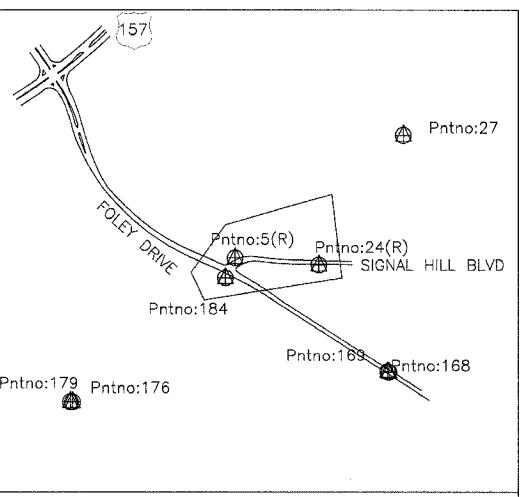 157
Pntno:27
FOLEY DRIVE
Pntno:5(R)
Pntno:24(R)
SIGNAL HILL BLVD
Pntno:184
Pntno:169
Pntno:168
Pntno:179
Pntno:176